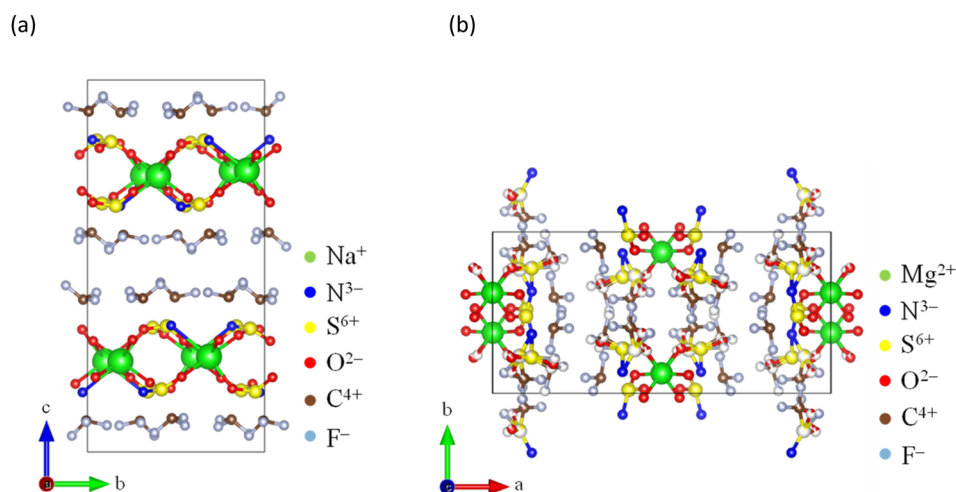 (a)
(b)
Na⁺
N³⁻
S⁶⁺
O²⁻
C⁴⁺
F⁻
c
a
b
Mg²⁺
N³⁻
S⁶⁺
O²⁻
C⁴⁺
F⁻
b
c
a